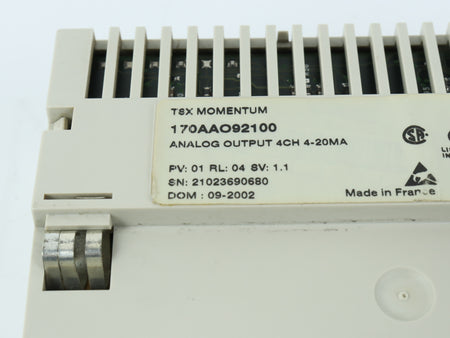 TSX MOMENTUM
170AAO92100
ANALOG OUTPUT 4CH 4-20MA
PV: 01 RL: 04 SV: 1.1
SN: 21023690680
DOM : 09-2002
Made in France